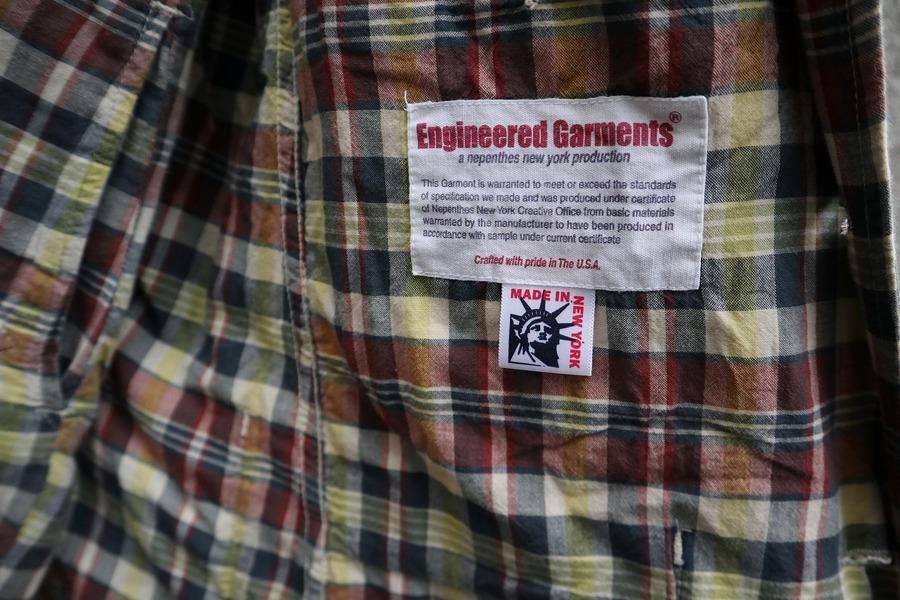 Engineered Garments®
a nepenthes new york production
This Garment is warranted to meet or exceed the standards
of specification we made and was produced under certificate
of Nepenthes New York Creative Office from basic materials
warranted by the manufacturer to have been produced in
accordance with sample under current certificate
Crafted with pride in The U.S.A.
MADE IN
NEW YORK